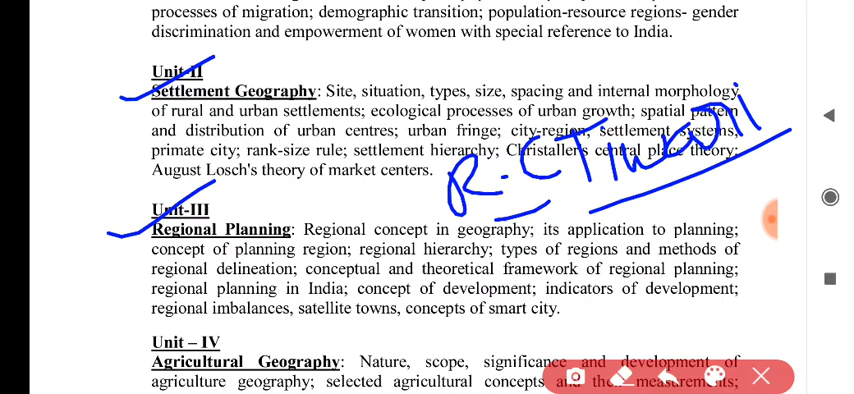 processes of migration; demographic transition; population-resource regions- gender
discrimination and empowerment of women with special reference to India.
Unit-II
Settlement Geography: Site, situation, types, size, spacing and internal morphology
of rural and urban settlements; ecological processes of urban growth; spatial pattern
and distribution of urban centres; urban fringe; city-region, settlement systems,
primate city; rank-size rule; settlement hierarchy; Christaller's central place theory;
August Losch's theory of market centers.
R.C Tiwari
Unit-III
Regional Planning: Regional concept in geography; its application to planning;
concept of planning region; regional hierarchy; types of regions and methods of
regional delineation; conceptual and theoretical framework of regional planning;
regional planning in India; concept of development; indicators of development;
regional imbalances, satellite towns, concepts of smart city.
Unit – IV
Agricultural Geography: Nature, scope, significance and development of
agriculture geography; selected agricultural concepts and their measurements;